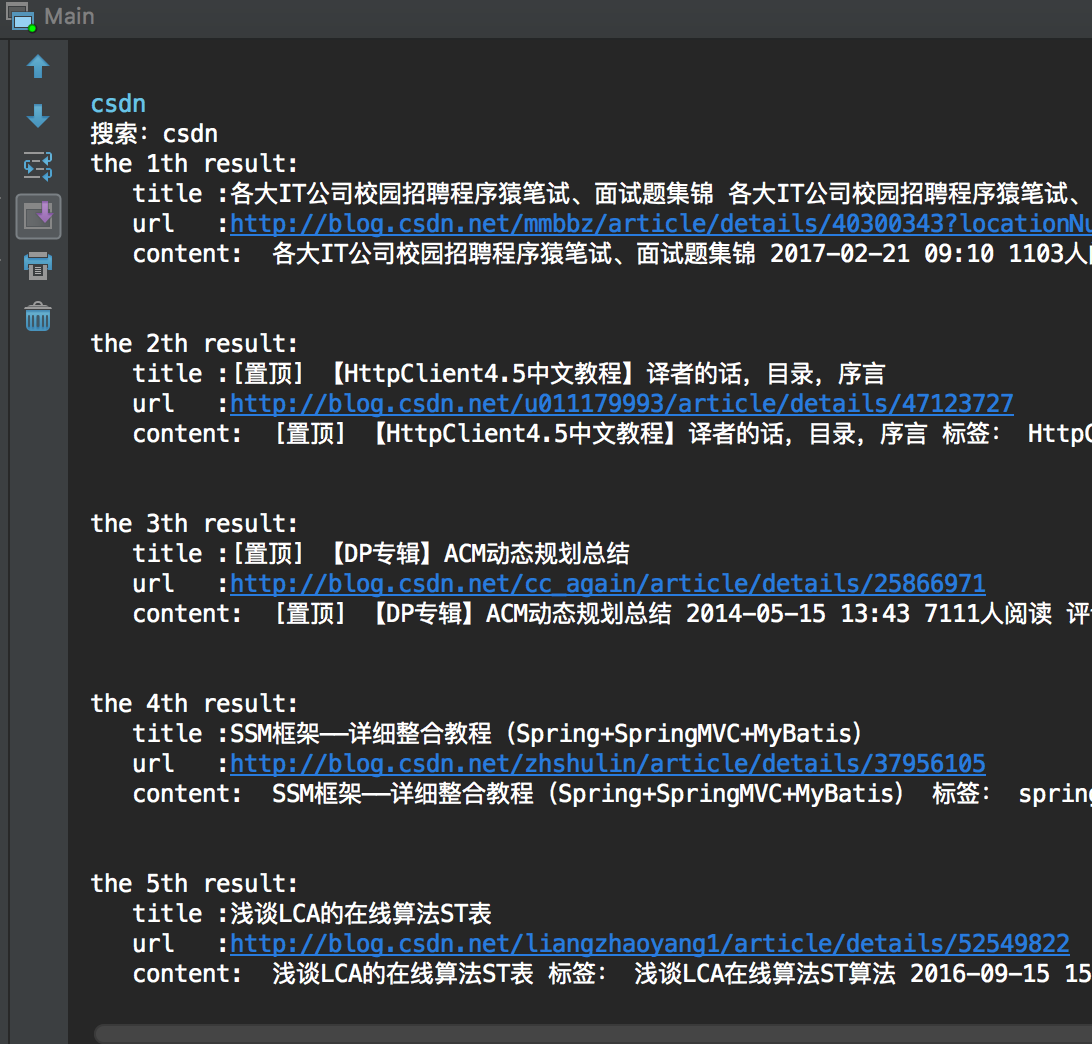 Main
csdn
搜索：csdn
the 1th result:
title :各大IT公司校园招聘程序猿笔试、面试题集锦 各大IT公司校园招聘程序猿笔试、
url :http://blog.csdn.net/mmbbz/article/details/40300343?locationNu
content: 各大IT公司校园招聘程序猿笔试、面试题集锦 2017-02-21 09:10 1103人
the 2th result:
title :[置顶] 【HttpClient4.5中文教程】译者的话，目录，序言
url :http://blog.csdn.net/u011179993/article/details/47123727
content: [置顶] 【HttpClient4.5中文教程】译者的话，目录，序言 标签： HttpC
the 3th result:
title :[置顶] 【DP专辑】ACM动态规划总结
url :http://blog.csdn.net/cc_again/article/details/25866971
content: [置顶] 【DP专辑】ACM动态规划总结 2014-05-15 13:43 7111人阅读 评
the 4th result:
title :SSM框架——详细整合教程（Spring+SpringMVC+MyBatis）
url :http://blog.csdn.net/zhshulin/article/details/37956105
content: SSM框架——详细整合教程（Spring+SpringMVC+MyBatis） 标签： spring
the 5th result:
title :浅谈LCA的在线算法ST表
url :http://blog.csdn.net/liangzhaoyang1/article/details/52549822
content: 浅谈LCA的在线算法ST表 标签： 浅谈LCA在线算法ST算法 2016-09-15 15